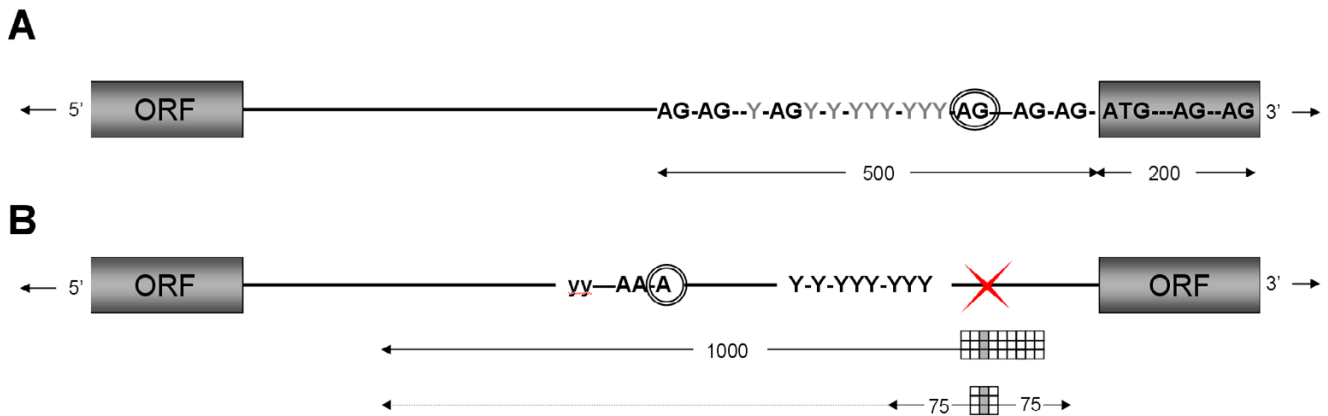 A
5' ORF AG-AG--Y-AGY-Y-YYY-YYY AG—AG-AG- ATG---AG--AG 3'
500 200
B
5' ORF yy—AA-A Y-Y-YYY-YYY ORF 3'
1000
75 75